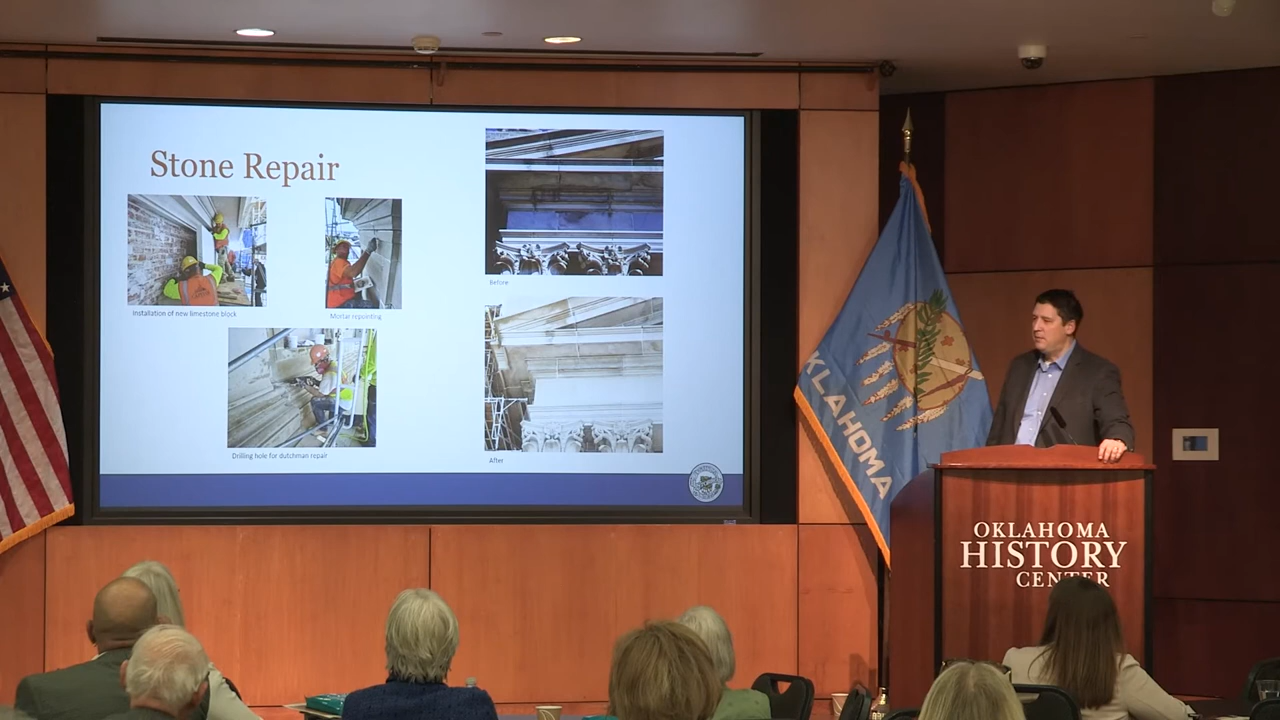 Stone Repair
Installation of new limestone block
Mortar repointing
Drilling hole for dutchman repair
Before
After
OKLAHOMA
OKLAHOMA
HISTORY
CENTER